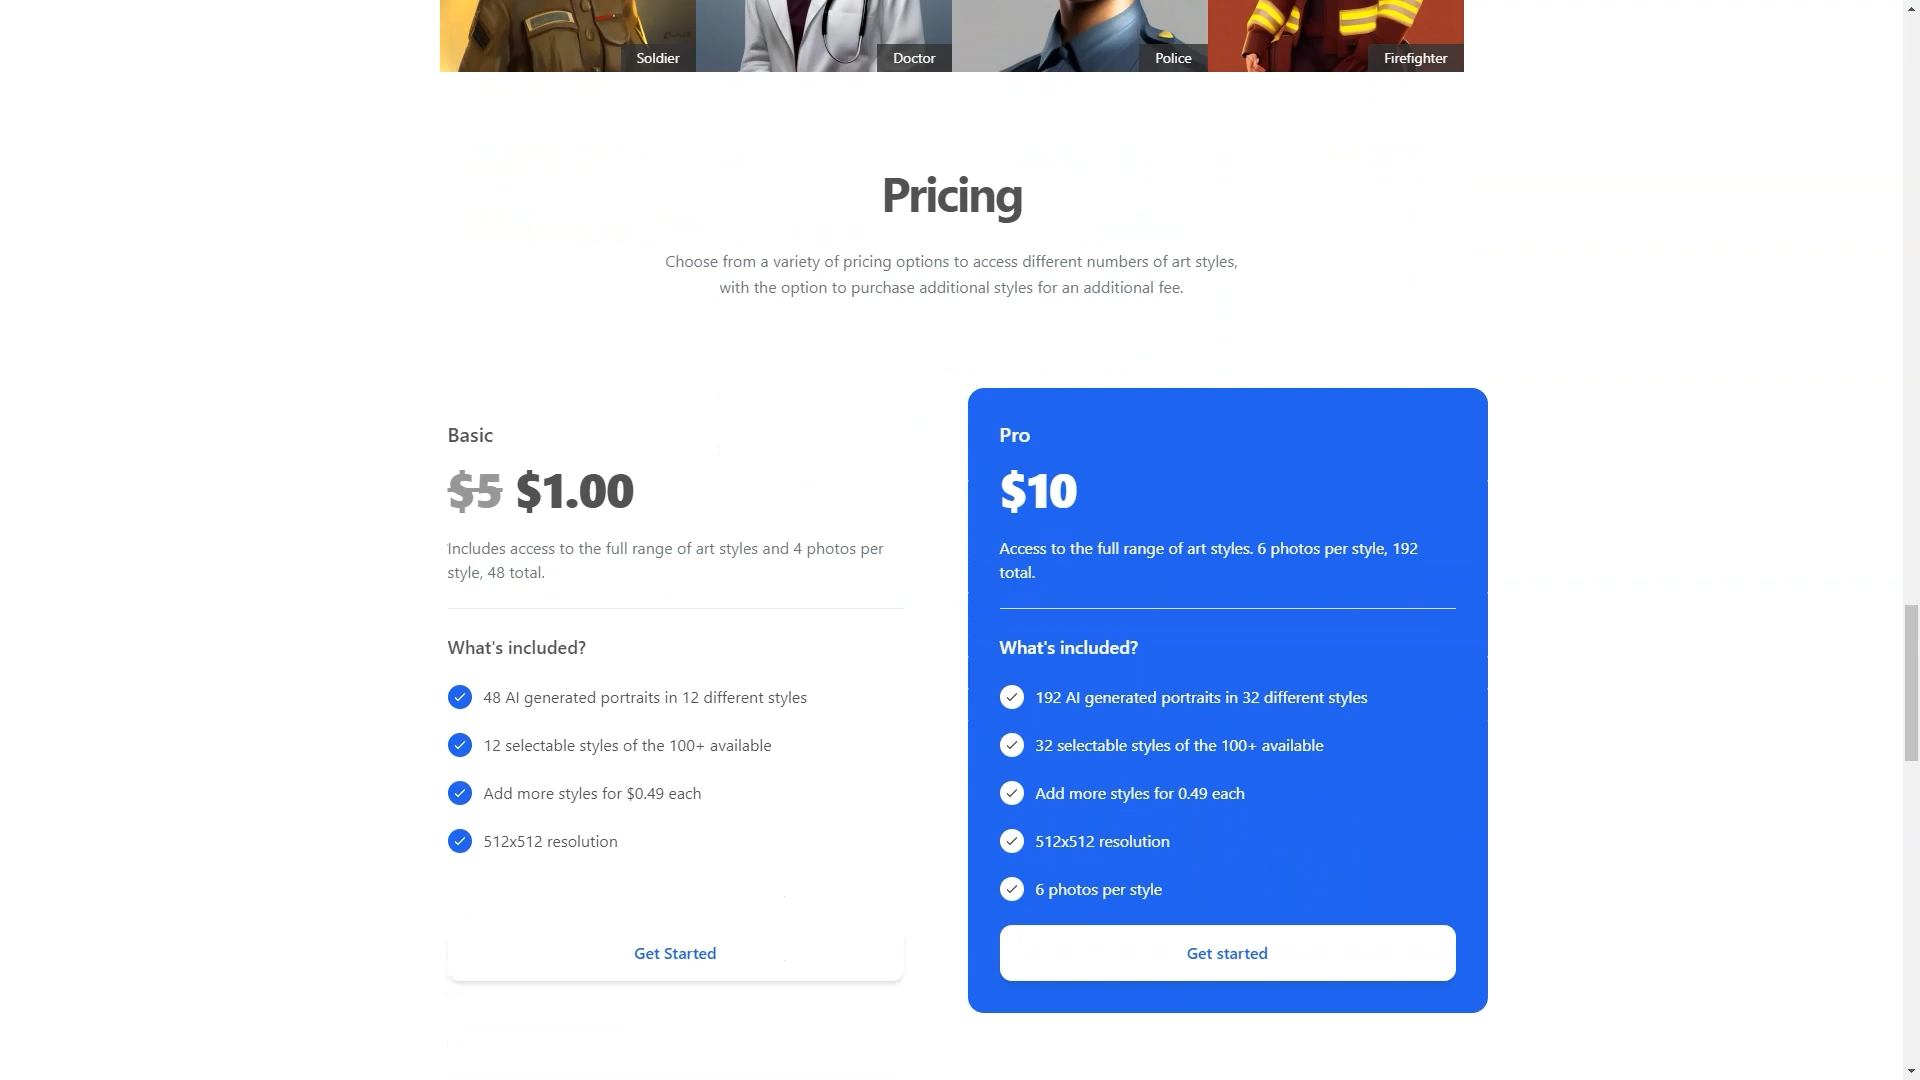 Soldier
Doctor
Police
Firefighter
Pricing
Choose from a variety of pricing options to access different numbers of art styles,
with the option to purchase additional styles for an additional fee.
Basic
$5 $1.00
Includes access to the full range of art styles and 4 photos per
style, 48 total.
What's included?
48 AI generated portraits in 12 different styles
12 selectable styles of the 100+ available
Add more styles for $0.49 each
512x512 resolution
Get Started
Pro
$10
Access to the full range of art styles. 6 photos per style, 192
total.
What's included?
192 AI generated portraits in 32 different styles
32 selectable styles of the 100+ available
Add more styles for 0.49 each
512x512 resolution
6 photos per style
Get started